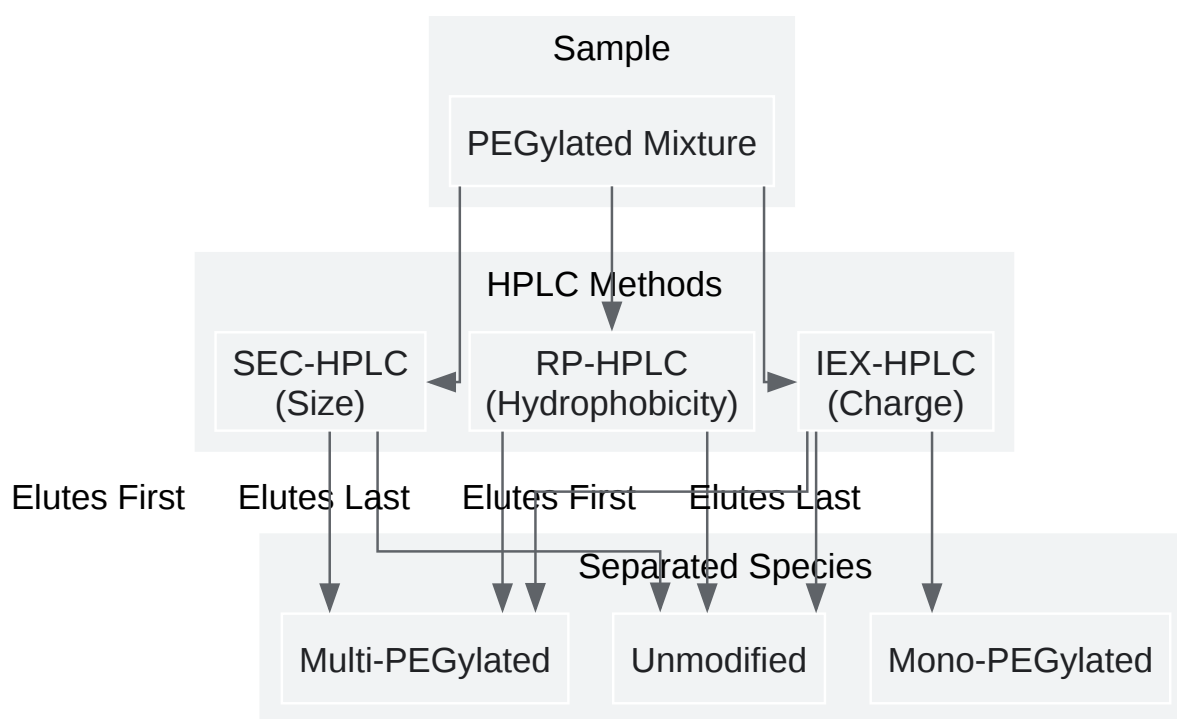 Sample
PEGylated Mixture
HPLC Methods
SEC-HPLC
(Size)
RP-HPLC
(Hydrophobicity)
IEX-HPLC
(Charge)
Elutes First
Elutes Last
Elutes First
Elutes Last
Separated Species
Multi-PEGylated
Unmodified
Mono-PEGylated